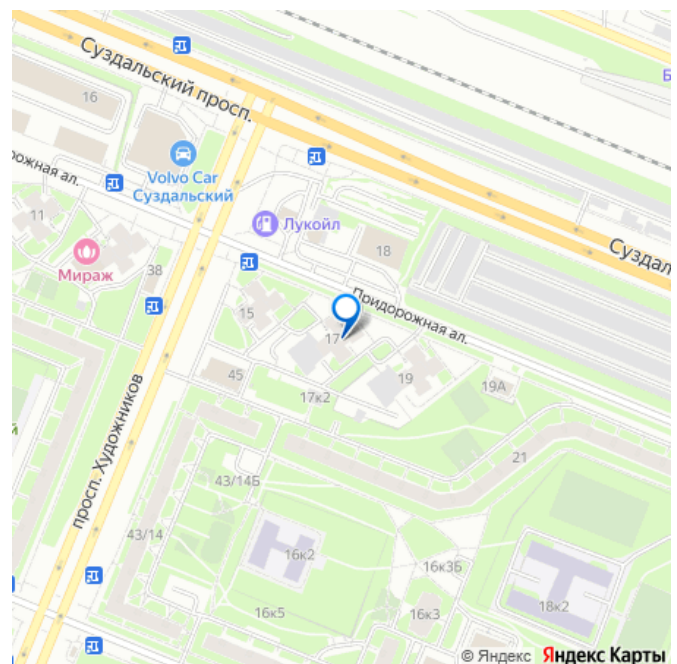 Суздальский просп.
16
Б
Volvo Car
Суздальский
рожная ал.
Лукойл
18
Суздал
11
Мираж
38
Придорожная ал.
15
17
19
19А
45
17к2
просп. Художников
й
21
43/14Б
43/14
16к2
16к3Б
16к5
16к3
18к2
© Яндекс Яндекс Карты